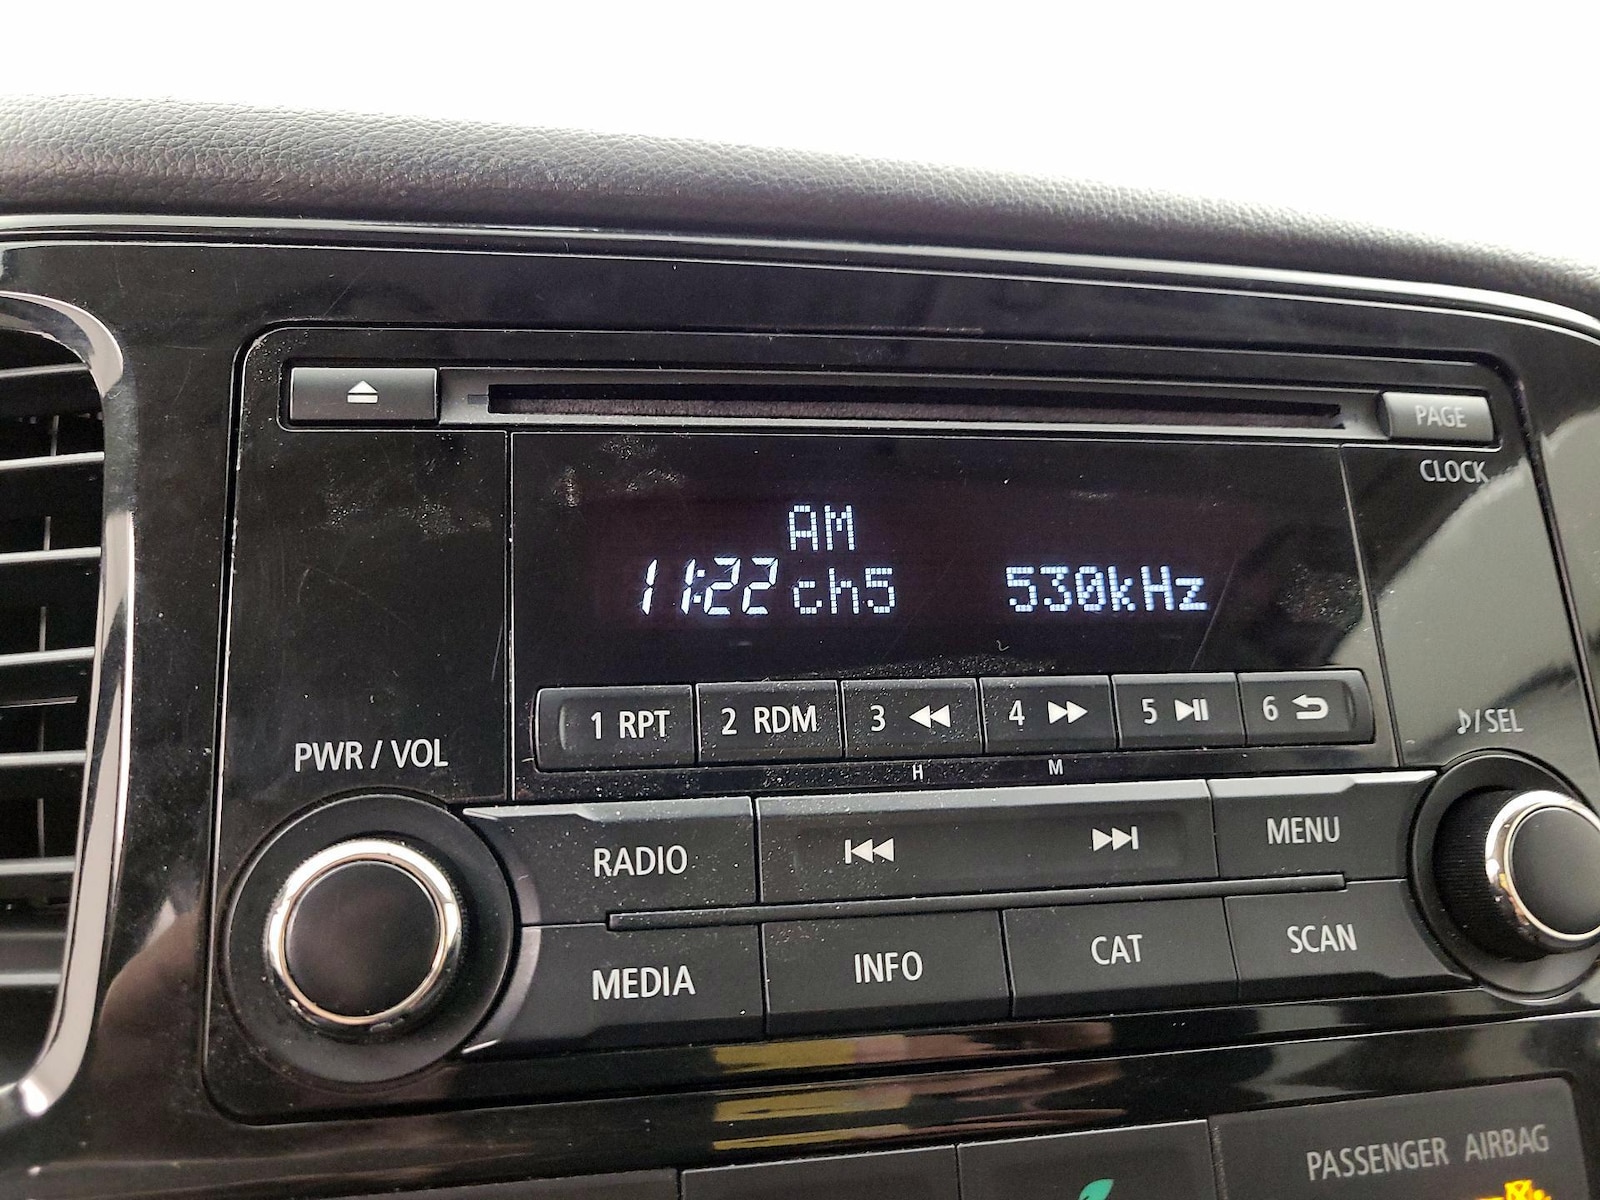 PAGE
CLOCK
AM
11:22 ch5 530kHz
1 RPT 2 RDM 3 4 5 6
H M
PWR / VOL
/ SEL
RADIO
MENU
MEDIA INFO CAT SCAN
PASSENGER AIRBAG